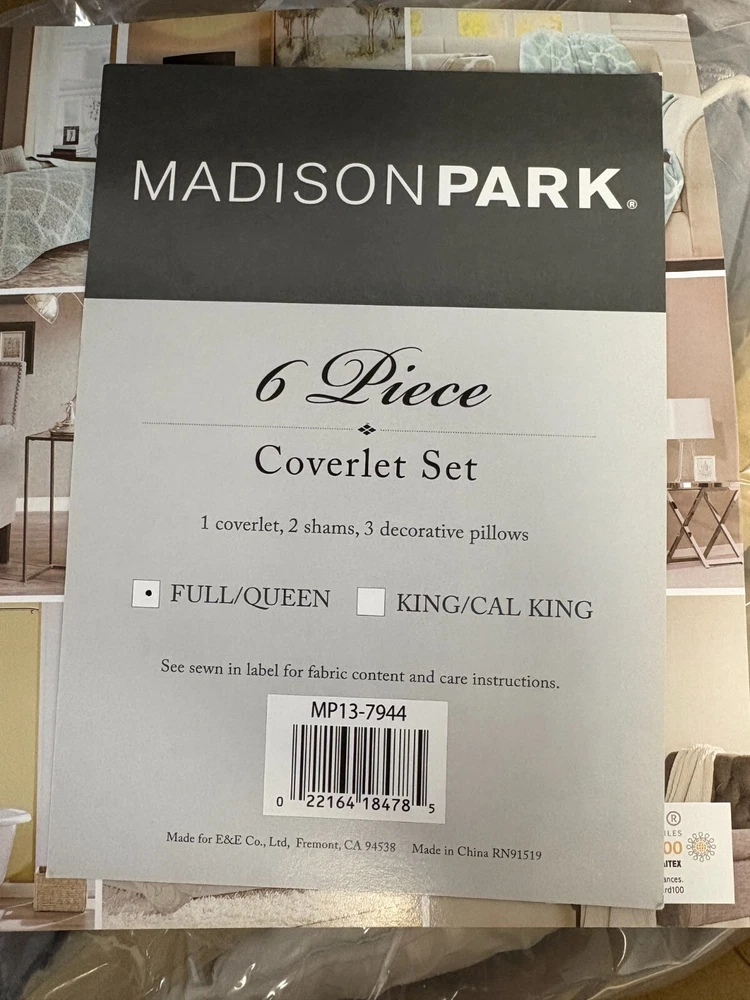 MADISONPARK®
6 Piece
Coverlet Set
1 coverlet, 2 shams, 3 decorative pillows
FULL/QUEEN KING/CAL KING
See sewn in label for fabric content and care instructions.
MP13-7944
0 22164 18478 5
Made for E&E Co., Ltd, Fremont, CA 94538 Made in China RN91519
®